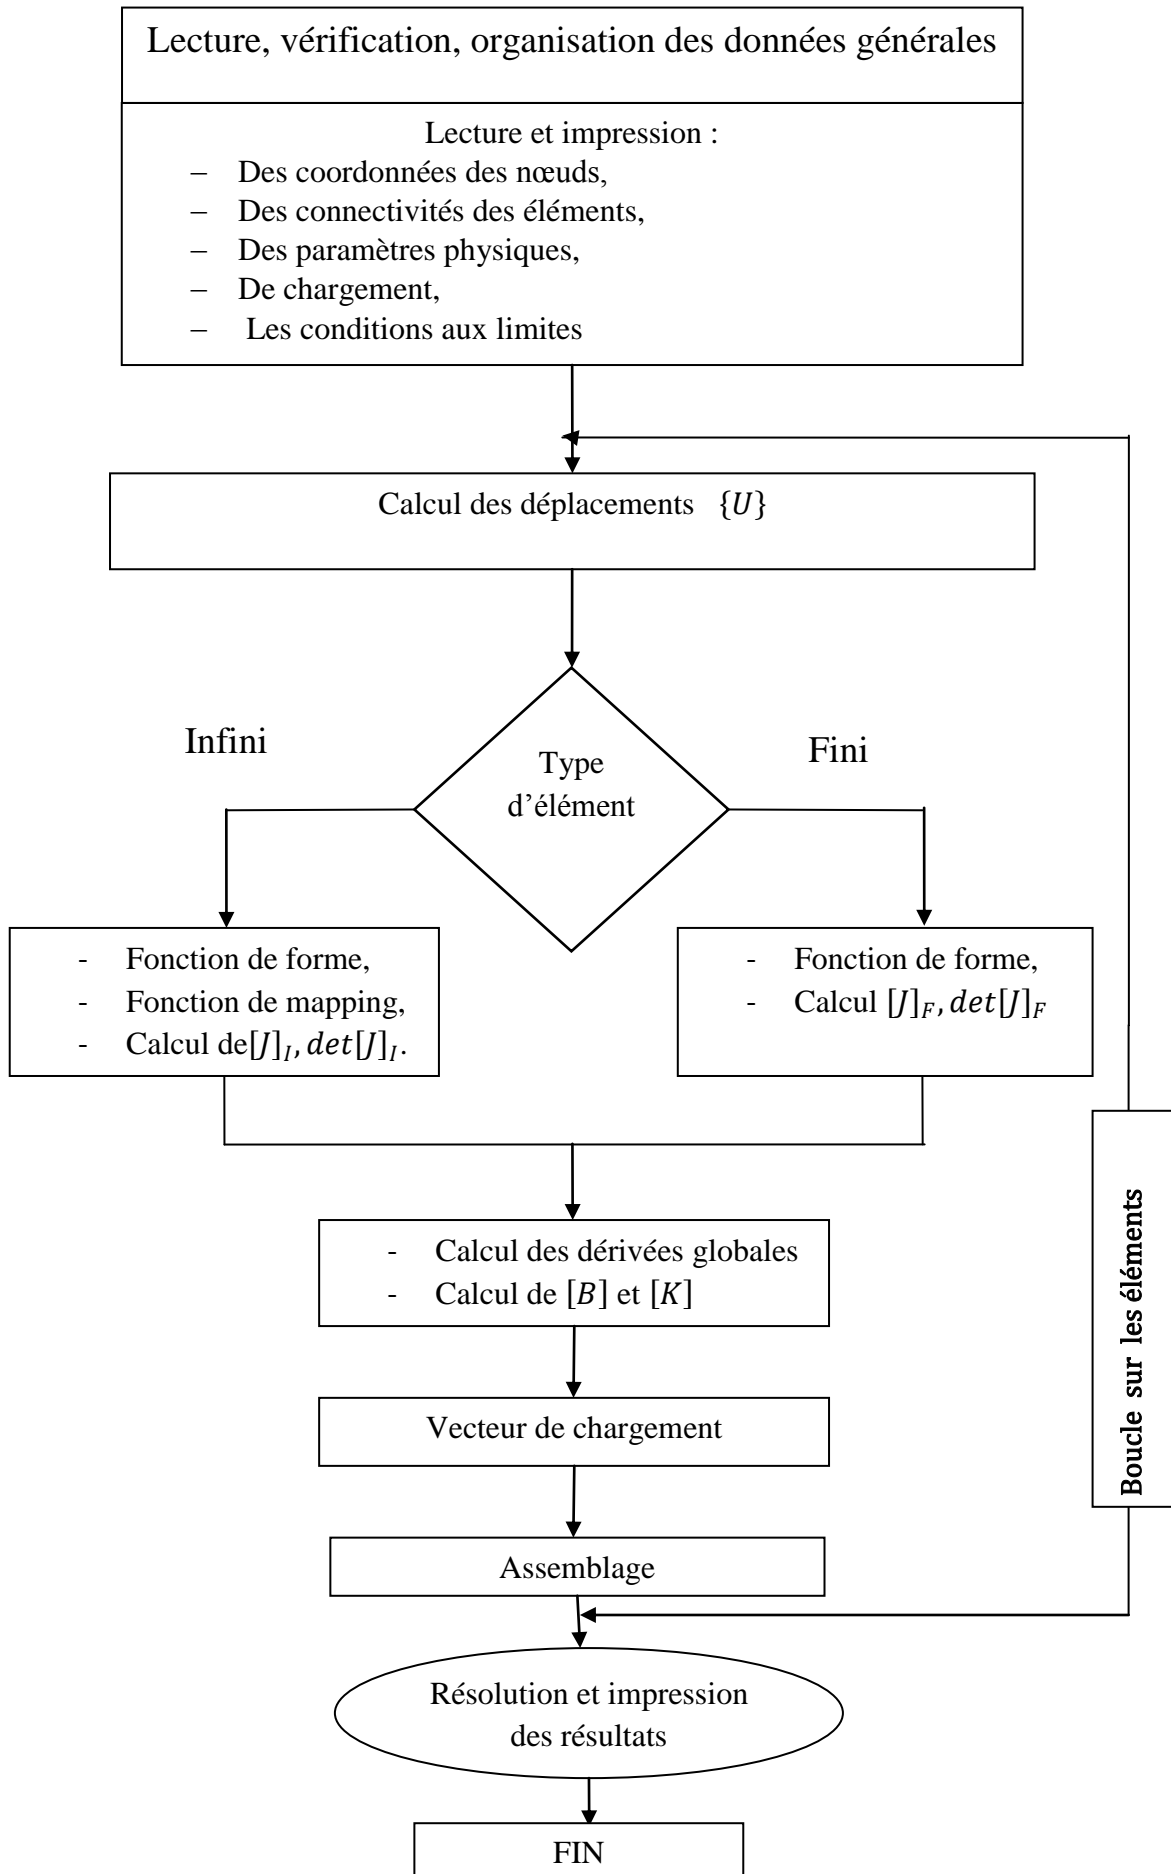 Lecture, vérification, organisation des données générales
Lecture et impression :
– Des coordonnées des nœuds,
– Des connectivités des éléments,
– Des paramètres physiques,
– De chargement,
– Les conditions aux limites
Calcul des déplacements {U}
Infini
Fini
Type
d’élément
- Fonction de forme,
- Fonction de mapping,
- Calcul de[J]_I, det[J]_I.
- Fonction de forme,
- Calcul [J]_F, det[J]_F
- Calcul des dérivées globales
- Calcul de [B] et [K]
Boucle sur les éléments
Vecteur de chargement
Assemblage
Résolution et impression
des résultats
FIN